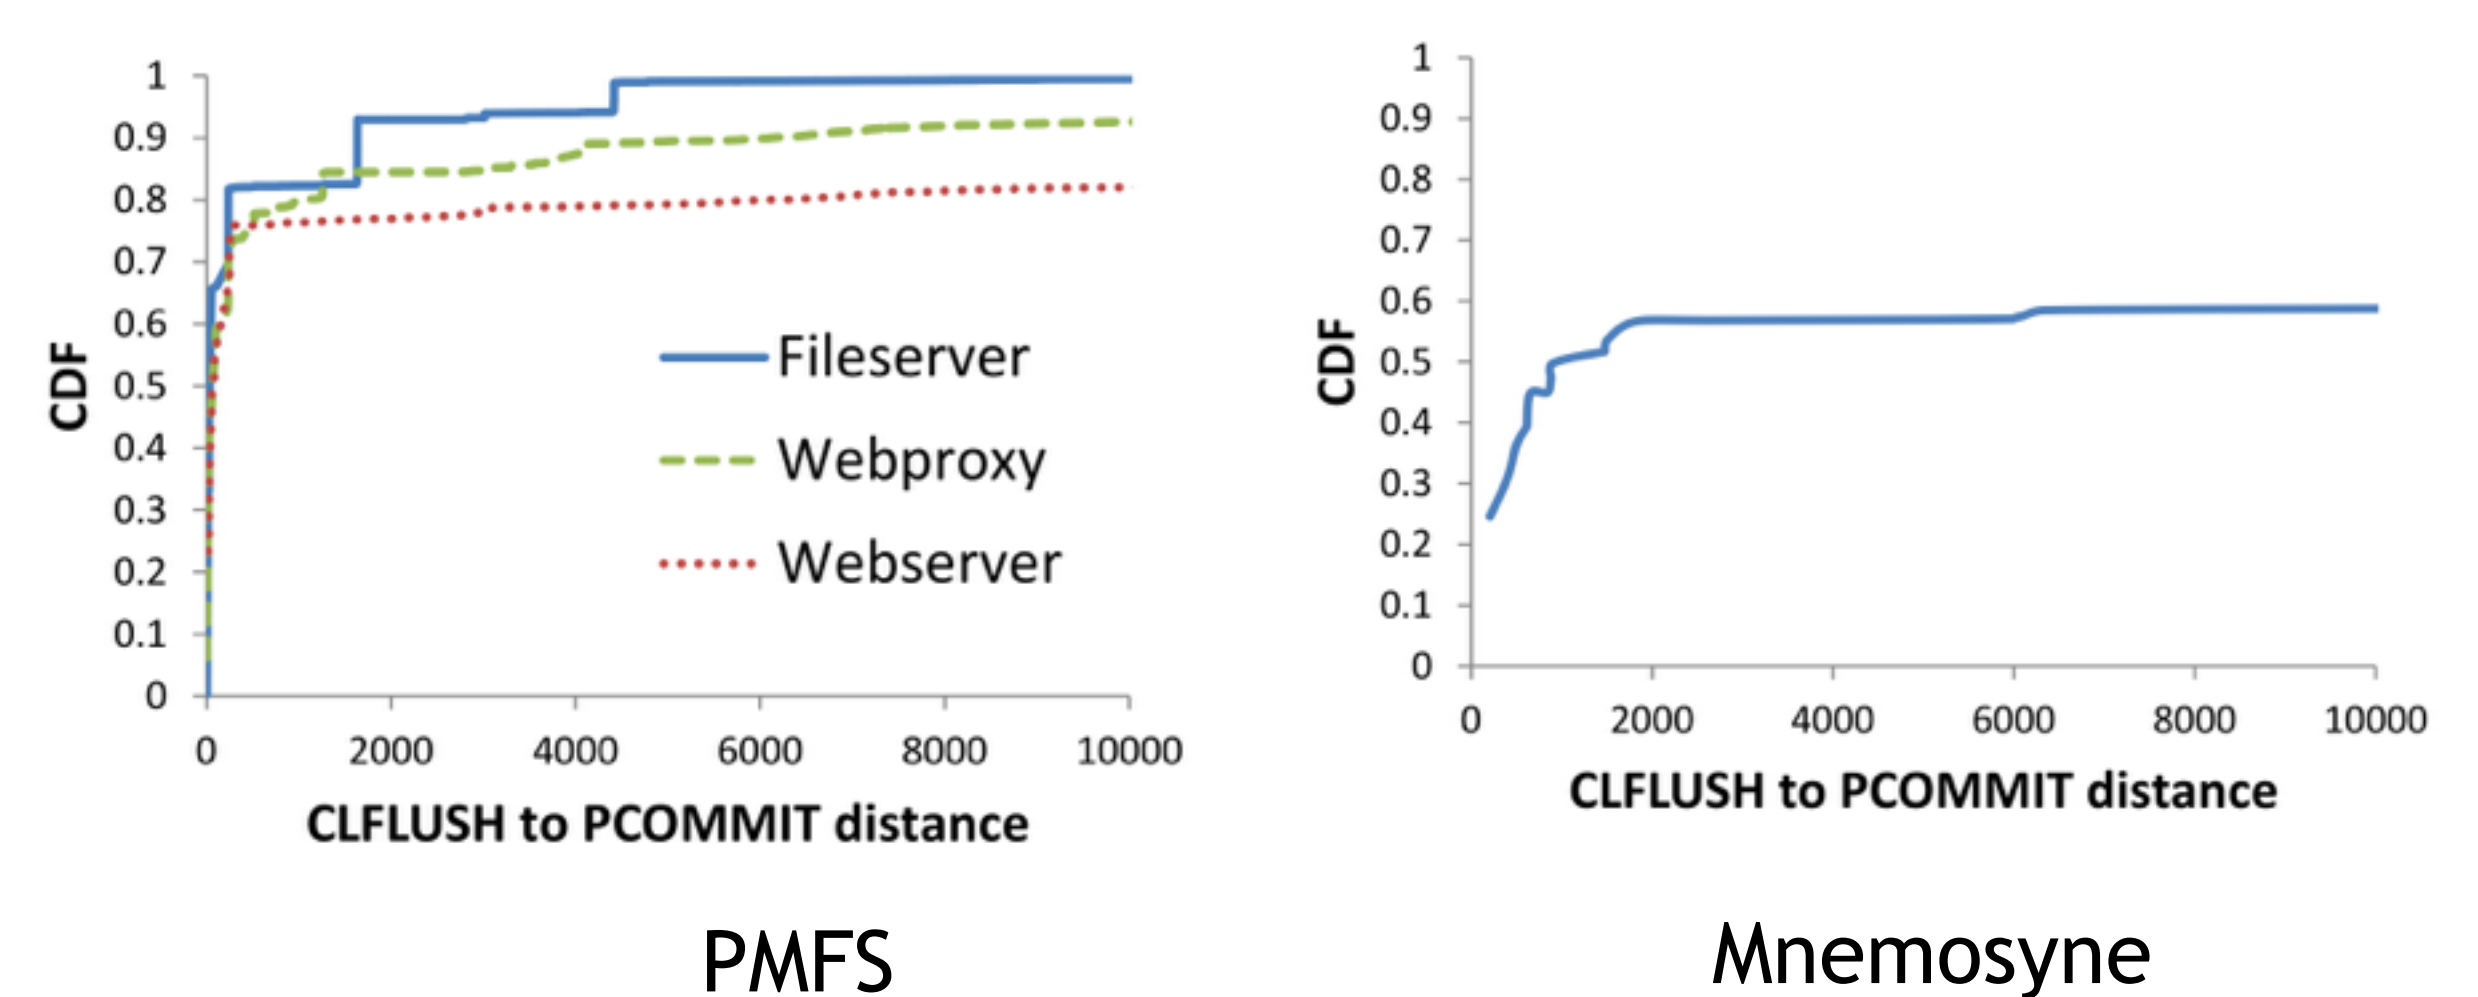 1
0.9
0.8
0.7
0.6
0.5
0.4
0.3
0.2
0.1
0
CDF
Fileserver
Webproxy
Webserver
0 2000 4000 6000 8000 10000
CLFLUSH to PCOMMIT distance
PMFS
1
0.9
0.8
0.7
0.6
0.5
0.4
0.3
0.2
0.1
0
CDF
0 2000 4000 6000 8000 10000
CLFLUSH to PCOMMIT distance
Mnemosyne